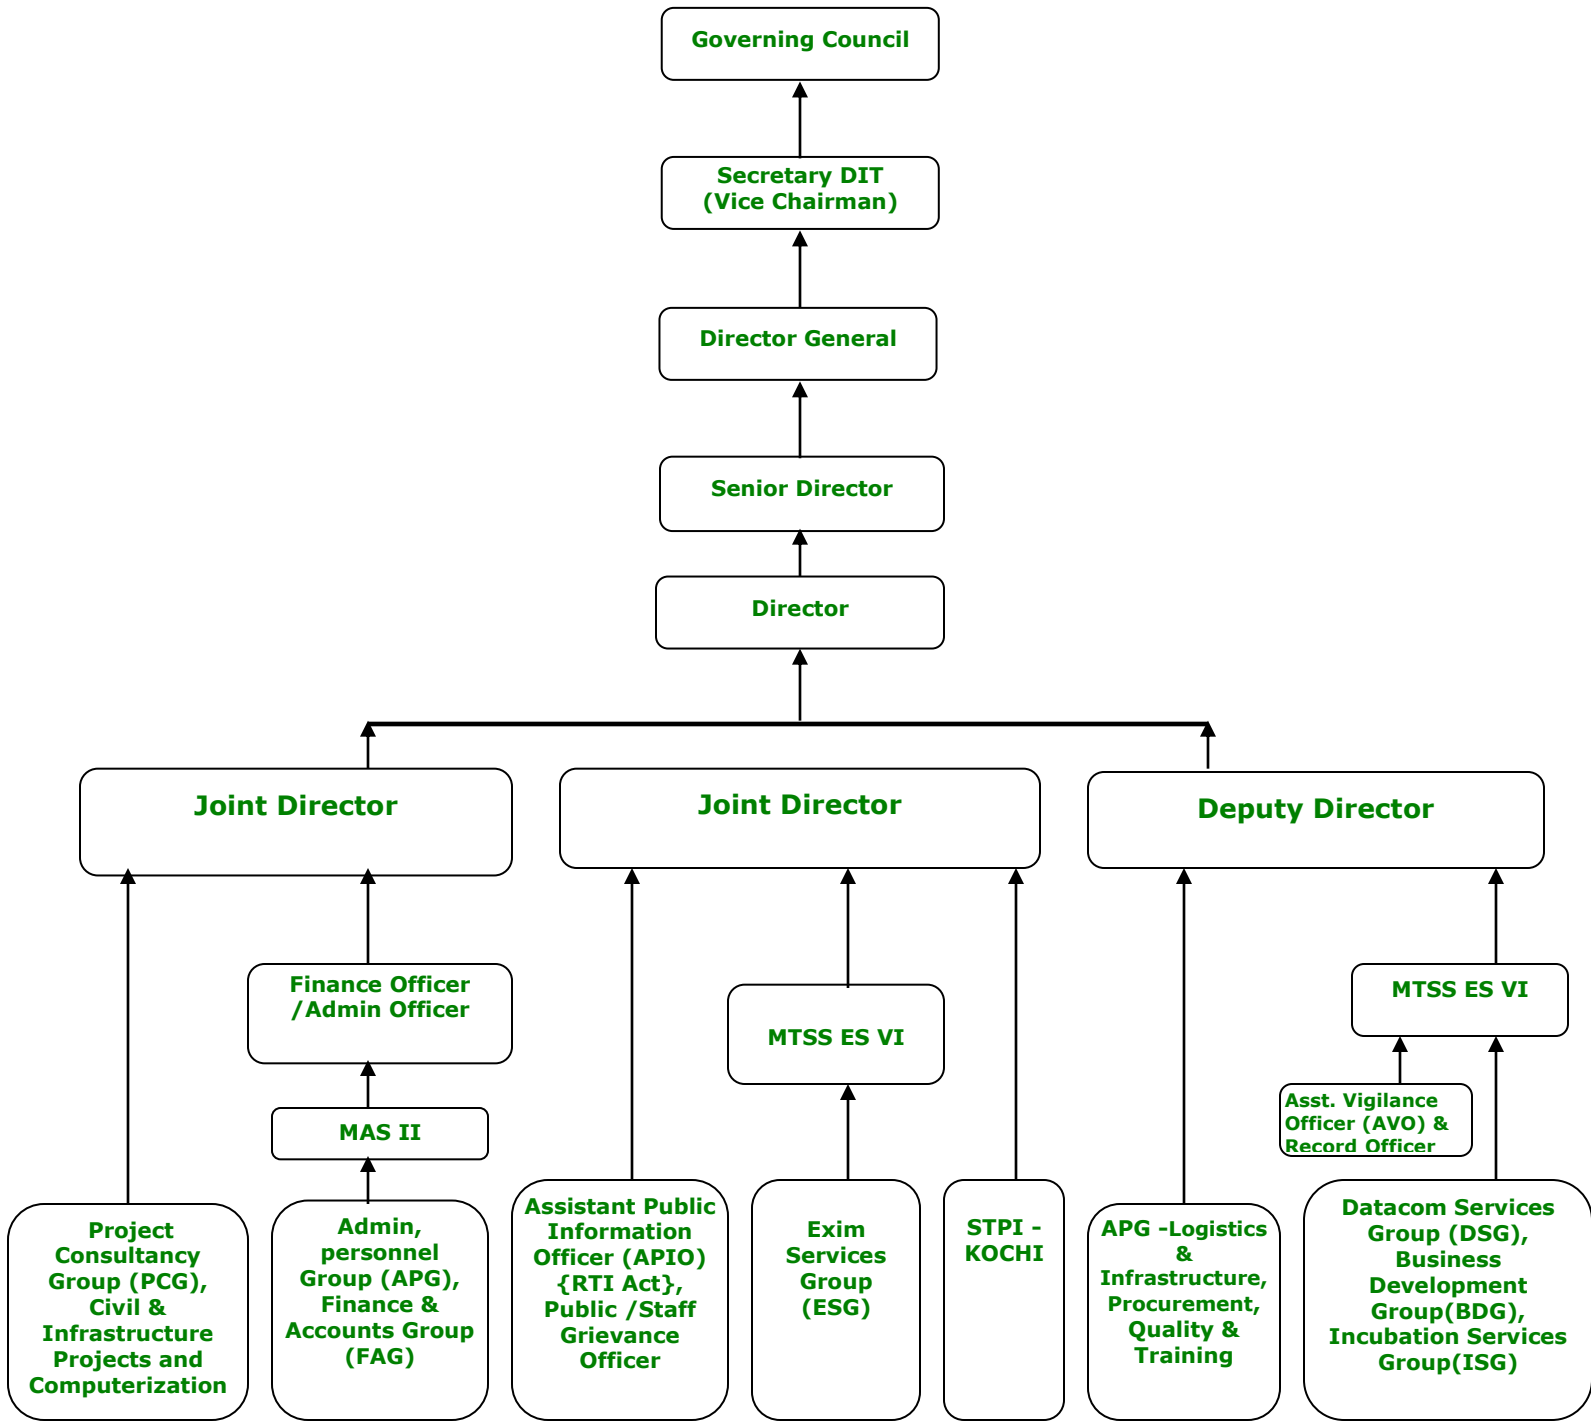 Governing Council
Secretary DIT
(Vice Chairman)
Director General
Senior Director
Director
Joint Director
Joint Director
Deputy Director
Finance Officer
/Admin Officer
MTSS ES VI
MTSS ES VI
MAS II
Asst. Vigilance
Officer (AVO) &
Record Officer
Project
Consultancy
Group (PCG),
Civil &
Infrastructure
Projects and
Computerization
Admin,
personnel
Group (APG),
Finance &
Accounts Group
(FAG)
Assistant Public
Information
Officer (APIO)
{RTI Act},
Public /Staff
Grievance
Officer
Exim
Services
Group
(ESG)
STPI -
KOCHI
APG -Logistics
&
Infrastructure,
Procurement,
Quality &
Training
Datacom Services
Group (DSG),
Business
Development
Group(BDG),
Incubation Services
Group(ISG)